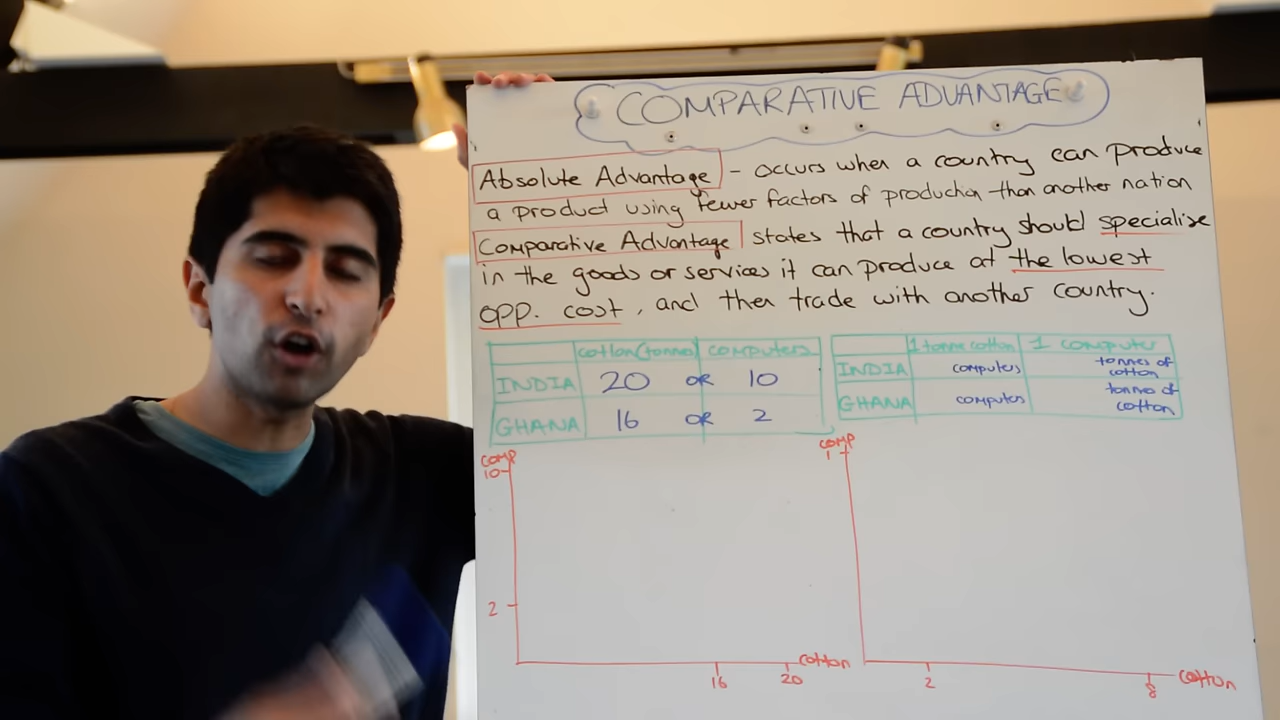 COMPARATIVE ADVANTAGE
Absolute Advantage - occurs when a country can produce
a product using fewer factors of production than another nation
Comparative Advantage states that a country should specialise
in the goods or services it can produce at the lowest
opp. cost, and then trade with another country.
cotton (tonnes) computers
INDIA 20 OR 10
GHANA 16 OR 2
1 tonne cotton 1 computer
INDIA computers tonnes of
cotton
GHANA computers tonnes of
cotton
COMP
10
2
16 20 cotton
COMP
1
2 8 cotton